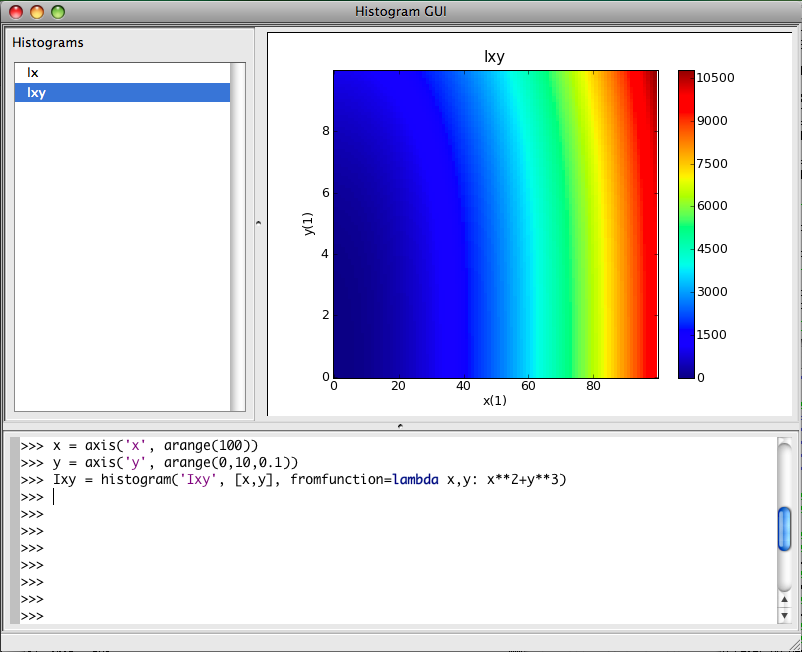 Histogram GUI
Histograms
Ix
Ixy
Ixy
8
6
4
2
0
y(1)
0 20 40 60 80
x(1)
10500
9000
7500
6000
4500
3000
1500
0
>>> x = axis('x', arange(100))
>>> y = axis('y', arange(0,10,0.1))
>>> Ixy = histogram('Ixy', [x,y], fromfunction=lambda x,y: x**2+y**3)
>>>
>>>
>>>
>>>
>>>
>>>
>>>
>>>